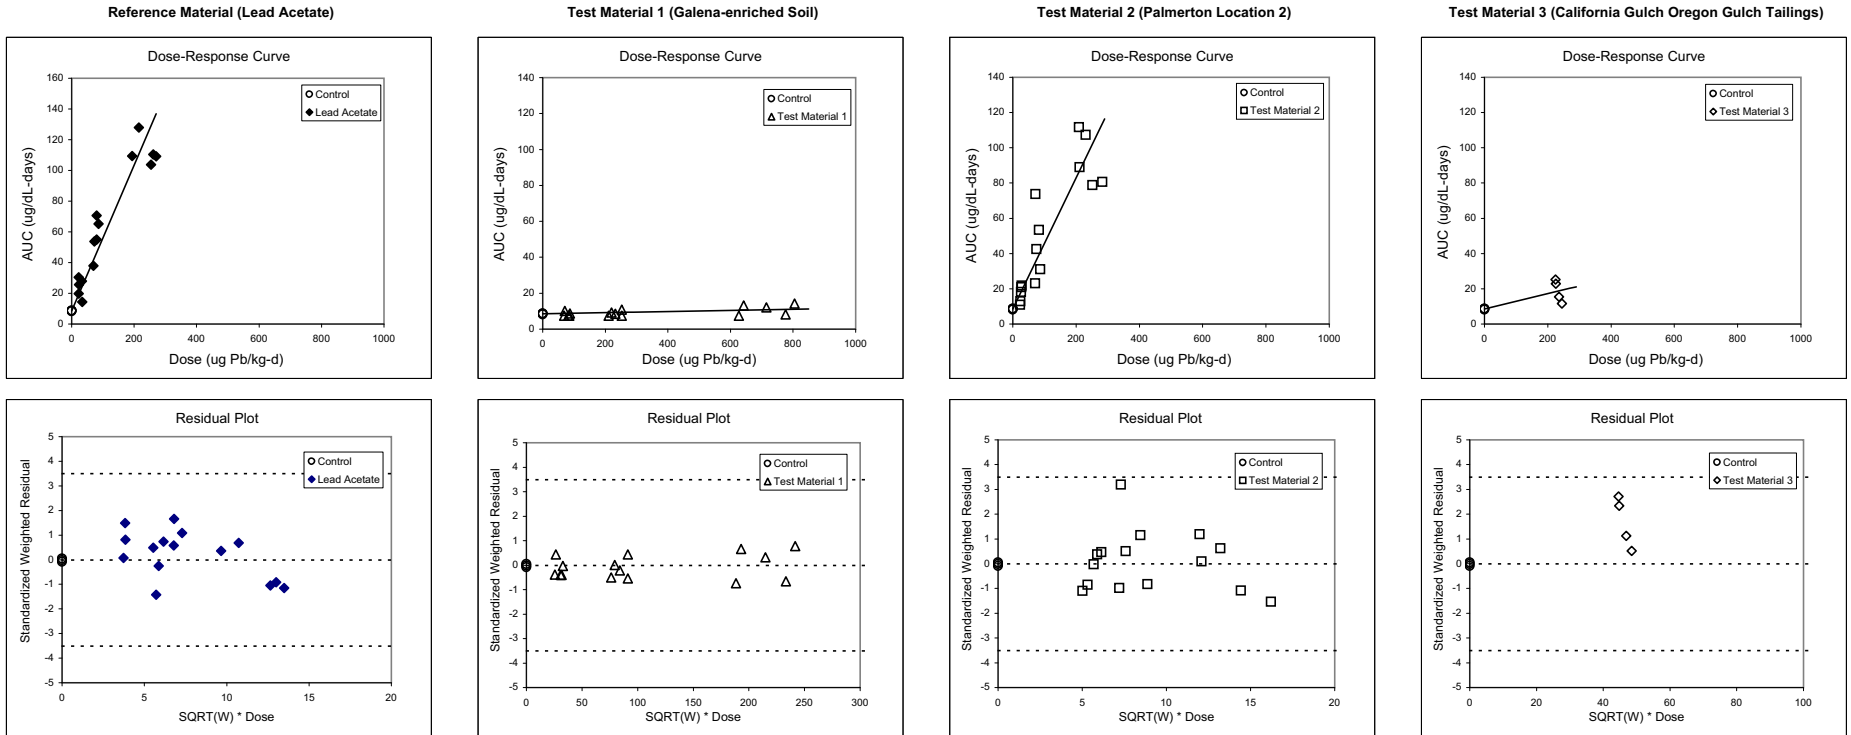 Reference Material (Lead Acetate)
Test Material 1 (Galena-enriched Soil)
Test Material 2 (Palmerton Location 2)
Test Material 3 (California Gulch Oregon Gulch Tailings)
Dose-Response Curve
160
140
120
100
80
60
40
20
0
AUC (ug/dL-days)
Control
Lead Acetate
0 200 400 600 800 1000
Dose (ug Pb/kg-d)
Dose-Response Curve
140
120
100
80
60
40
20
0
AUC (ug/dL-days)
Control
Test Material 1
0 200 400 600 800 1000
Dose (ug Pb/kg-d)
Dose-Response Curve
140
120
100
80
60
40
20
0
AUC (ug/dL-days)
Control
Test Material 2
0 200 400 600 800 1000
Dose (ug Pb/kg-d)
Dose-Response Curve
140
120
100
80
60
40
20
0
AUC (ug/dL-days)
Control
Test Material 3
0 200 400 600 800 1000
Dose (ug Pb/kg-d)
Residual Plot
5
4
3
2
1
0
-1
-2
-3
-4
-5
Standardized Weighted Residual
Control
Lead Acetate
0 5 10 15 20
SQRT(W) * Dose
Residual Plot
5
4
3
2
1
0
-1
-2
-3
-4
-5
Standardized Weighted Residual
Control
Test Material 1
0 50 100 150 200 250 300
SQRT(W) * Dose
Residual Plot
5
4
3
2
1
0
-1
-2
-3
-4
-5
Standardized Weighted Residual
Control
Test Material 2
0 5 10 15 20
SQRT(W) * Dose
Residual Plot
5
4
3
2
1
0
-1
-2
-3
-4
-5
Standardized Weighted Residual
Control
Test Material 3
0 20 40 60 80 100
SQRT(W) * Dose